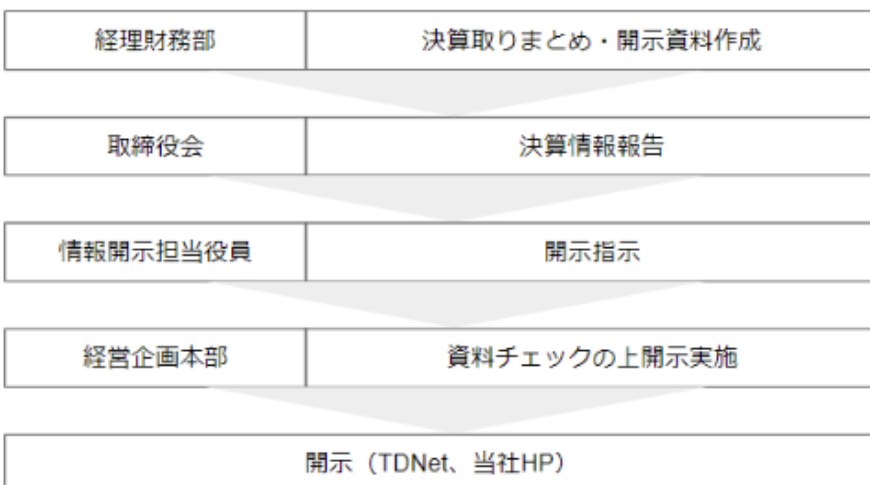 経理財務部 決算取りまとめ・開示資料作成
取締役会 決算情報報告
情報開示担当役員 開示指示
経営企画本部 資料チェックの上開示実施
開示（TDNet、当社HP）